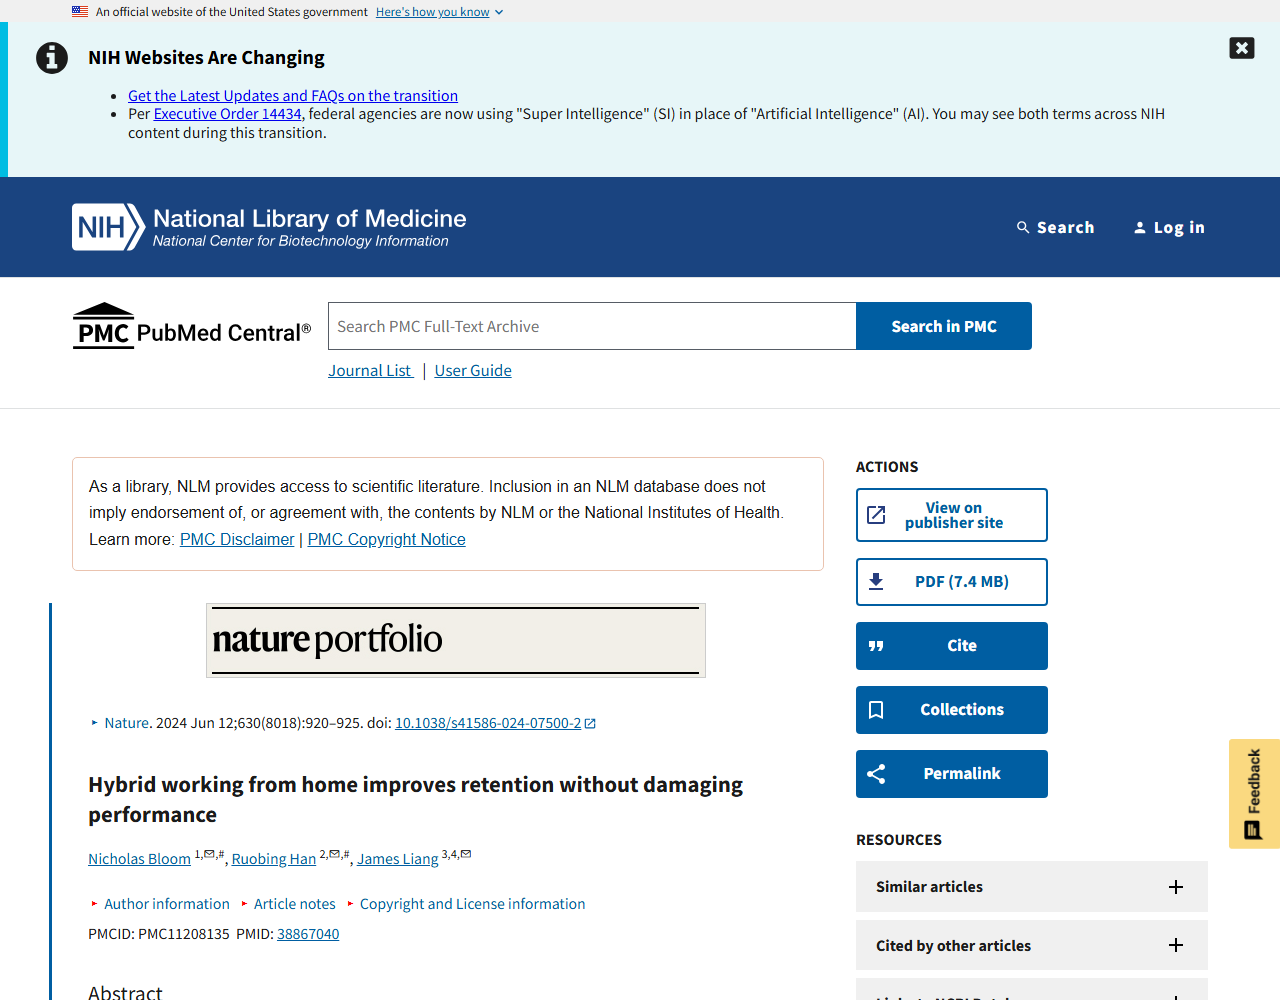 An official website of the United States government Here's how you know
NIH Websites Are Changing
Get the Latest Updates and FAQs on the transition
Per Executive Order 14434, federal agencies are now using "Super Intelligence" (SI) in place of "Artificial Intelligence" (AI). You may see both terms across NIH
content during this transition.
NIH National Library of Medicine
National Center for Biotechnology Information
Search
Log in
PMC PubMed Central®
Search PMC Full-Text Archive
Search in PMC
Journal List | User Guide
As a library, NLM provides access to scientific literature. Inclusion in an NLM database does not
imply endorsement of, or agreement with, the contents by NLM or the National Institutes of Health.
Learn more: PMC Disclaimer | PMC Copyright Notice
nature portfolio
Nature. 2024 Jun 12;630(8018):920–925. doi: 10.1038/s41586-024-07500-2
Hybrid working from home improves retention without damaging
performance
Nicholas Bloom 1,✉,#, Ruobing Han 2,✉,#, James Liang 3,4,✉
Author information Article notes Copyright and License information
PMCID: PMC11208135 PMID: 38867040
Abstract
ACTIONS
View on
publisher site
PDF (7.4 MB)
Cite
Collections
Permalink
RESOURCES
Similar articles
Cited by other articles
Feedback